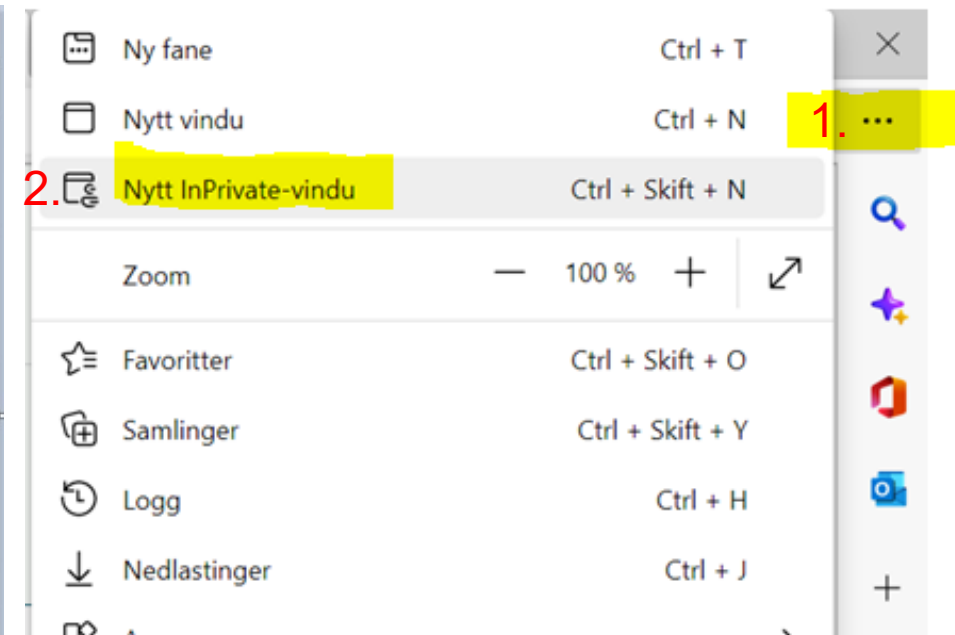 Ny fane Ctrl + T
Nytt vindu Ctrl + N
1. ...
2. Nytt InPrivate-vindu Ctrl + Skift + N
Zoom — 100 % +
Favoritter Ctrl + Skift + O
Samlinger Ctrl + Skift + Y
Logg Ctrl + H
Nedlastinger Ctrl + J